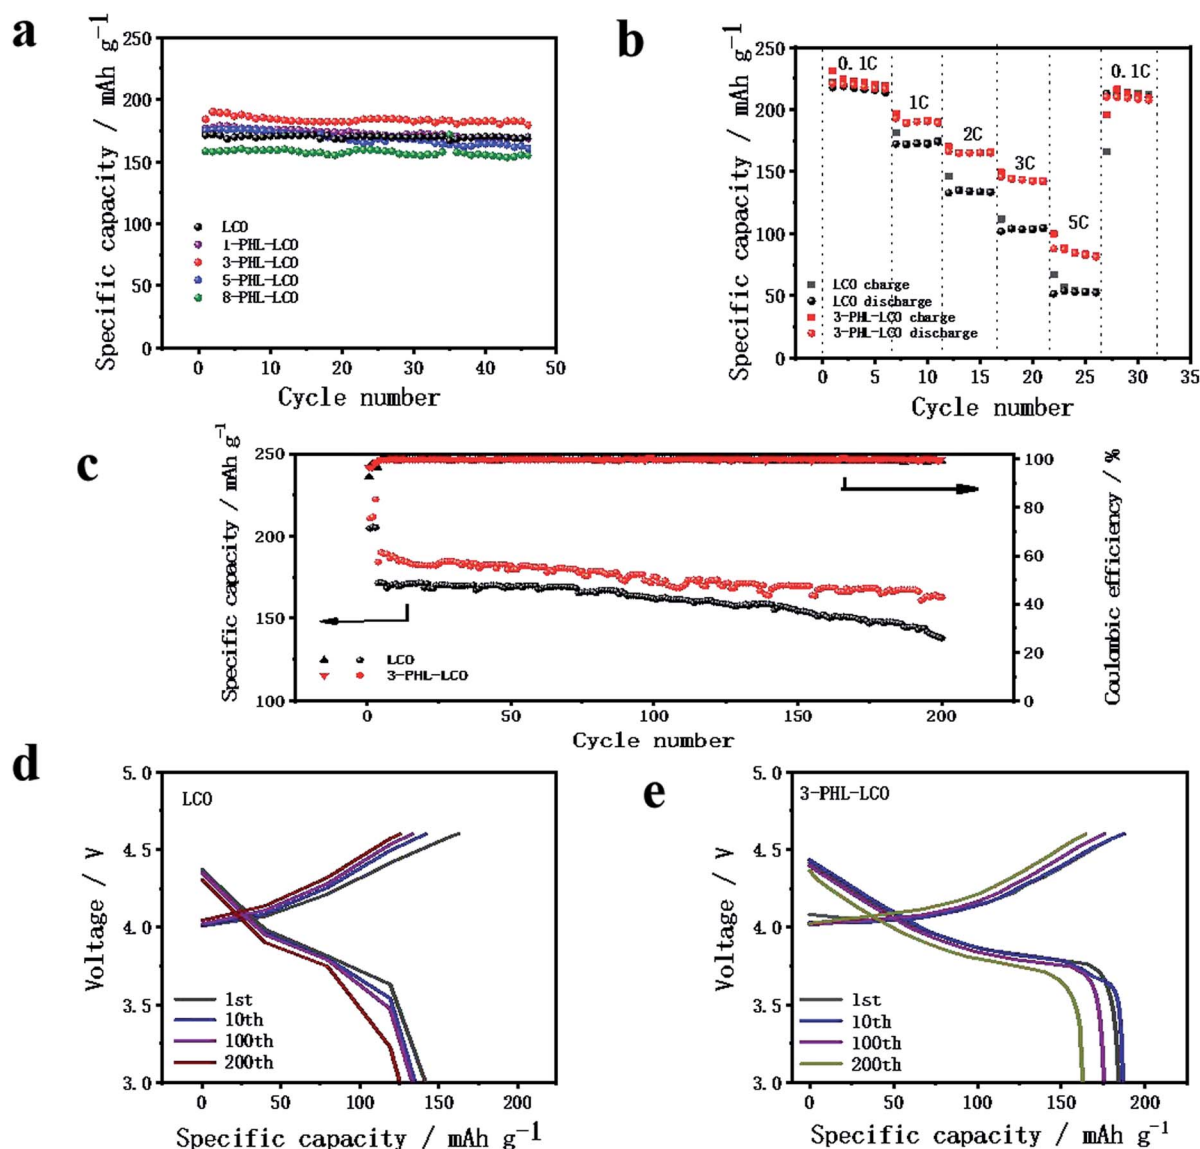 a
Specific capacity / mAh g⁻¹
250
200
150
100
50
0
LCO
1-PHL-LCO
3-PHL-LCO
5-PHL-LCO
8-PHL-LCO
0 10 20 30 40 50
Cycle number
b
Specific capacity / mAh g⁻¹
250
200
150
100
50
0
0.1C
1C
2C
3C
5C
0.1C
LCO charge
LCO discharge
3-PHL-LCO charge
3-PHL-LCO discharge
0 5 10 15 20 25 30 35
Cycle number
c
Specific capacity / mAh g⁻¹
250
200
150
100
LCO
3-PHL-LCO
100
80
60
40
20
0
Coulombic efficiency / %
0 50 100 150 200
Cycle number
d
Voltage / V
5.0
4.5
4.0
3.5
3.0
LCO
1st
10th
100th
200th
0 50 100 150 200
Specific capacity / mAh g⁻¹
e
Voltage / V
5.0
4.5
4.0
3.5
3.0
3-PHL-LCO
1st
10th
100th
200th
0 50 100 150 200
Specific capacity / mAh g⁻¹